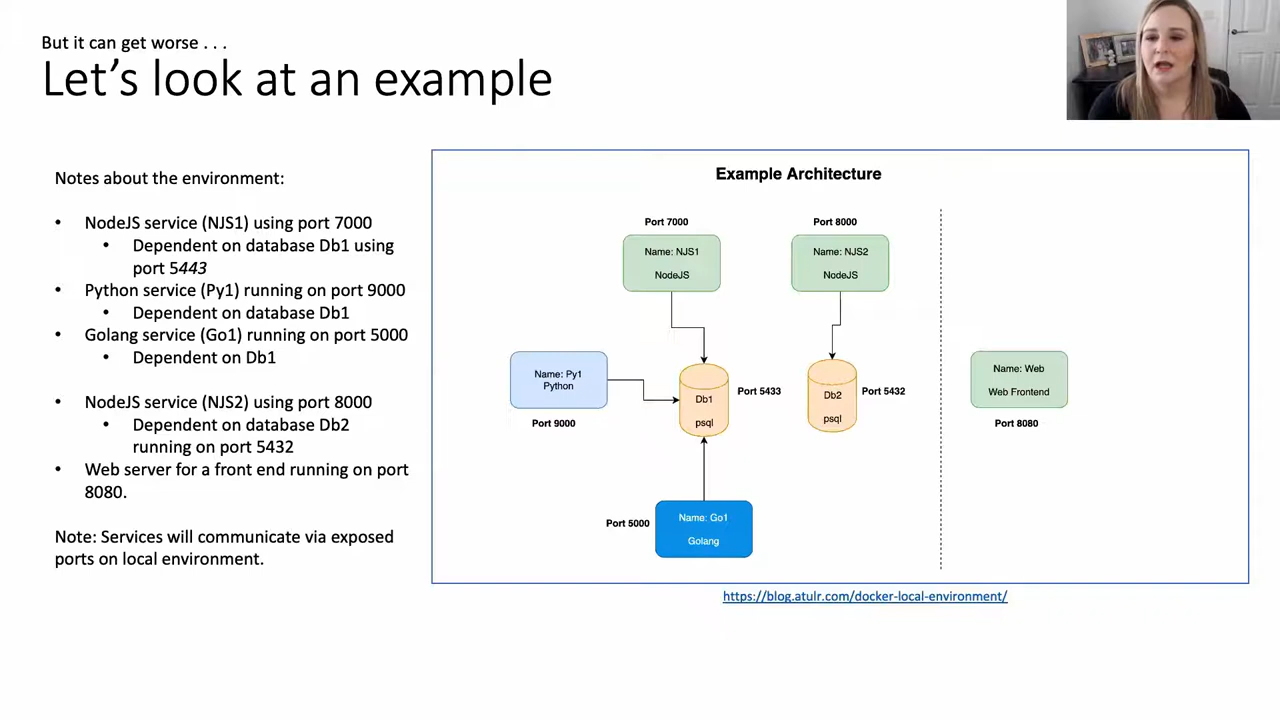 But it can get worse . . .
Let's look at an example
Notes about the environment:
• NodeJS service (NJS1) using port 7000
• Dependent on database Db1 using
port 5443
• Python service (Py1) running on port 9000
• Dependent on database Db1
• Golang service (Go1) running on port 5000
• Dependent on Db1
• NodeJS service (NJS2) using port 8000
• Dependent on database Db2
running on port 5432
• Web server for a front end running on port
8080.
Note: Services will communicate via exposed
ports on local environment.
Example Architecture
Port 7000
Name: NJS1
NodeJS
Port 8000
Name: NJS2
NodeJS
Name: Py1
Python
Port 9000
Db1
psql
Port 5433
Db2
psql
Port 5432
Name: Web
Web Frontend
Port 8080
Port 5000
Name: Go1
Golang
https://blog.atulr.com/docker-local-environment/